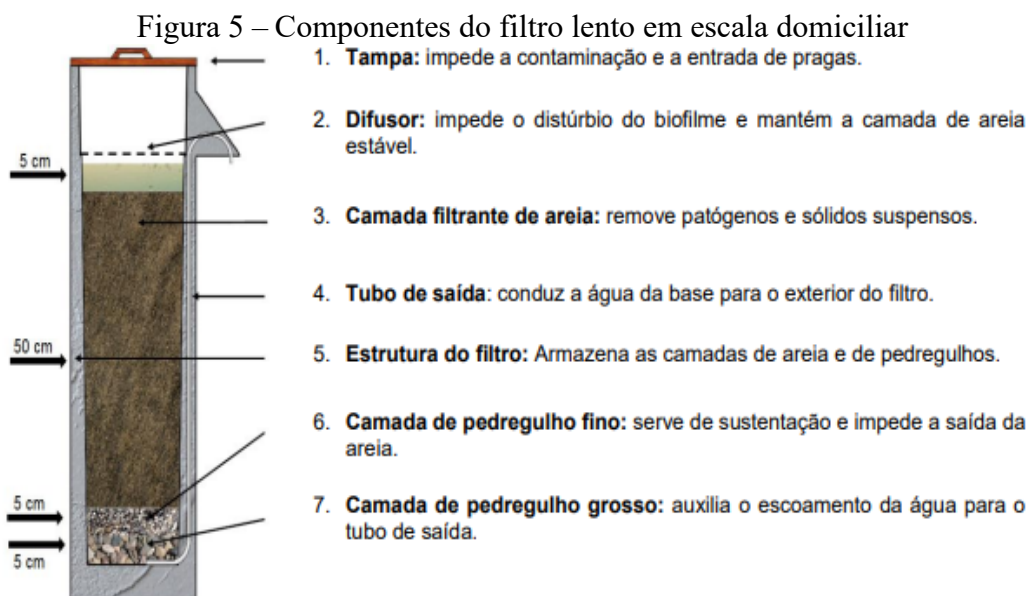 Figura 5 – Componentes do filtro lento em escala domiciliar
1. Tampa: impede a contaminação e a entrada de pragas.
2. Difusor: impede o distúrbio do biofilme e mantém a camada de areia
estável.
5 cm
3. Camada filtrante de areia: remove patógenos e sólidos suspensos.
4. Tubo de saída: conduz a água da base para o exterior do filtro.
50 cm
5. Estrutura do filtro: Armazena as camadas de areia e de pedregulhos.
6. Camada de pedregulho fino: serve de sustentação e impede a saída da
areia.
5 cm
7. Camada de pedregulho grosso: auxilia o escoamento da água para o
tubo de saída.
5 cm